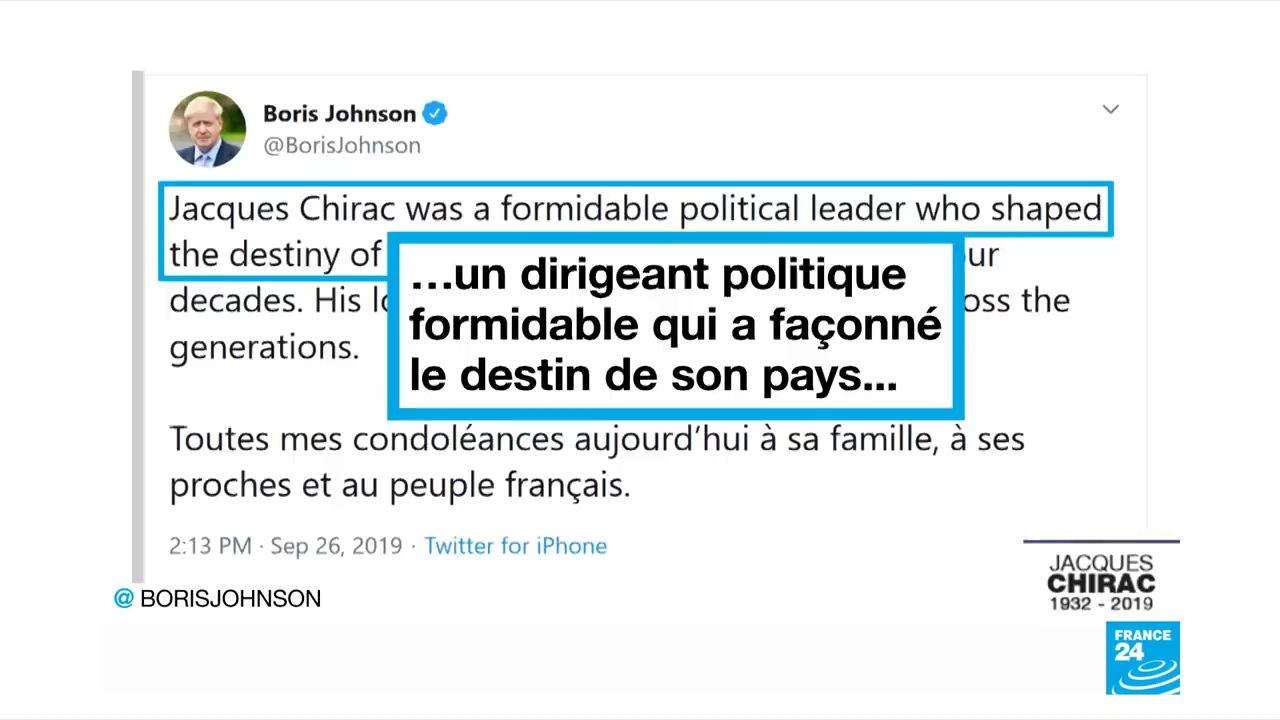 Boris Johnson
@BorisJohnson
Jacques Chirac was a formidable political leader who shaped
the destiny of
decades. His
generations.
…un dirigeant politique
formidable qui a façonné
le destin de son pays...
the
Toutes mes condoléances aujourd’hui à sa famille, à ses
proches et au peuple français.
2:13 PM · Sep 26, 2019 · Twitter for iPhone
@ BORISJOHNSON
JACQUES
CHIRAC
1932 - 2019
FRANCE
24